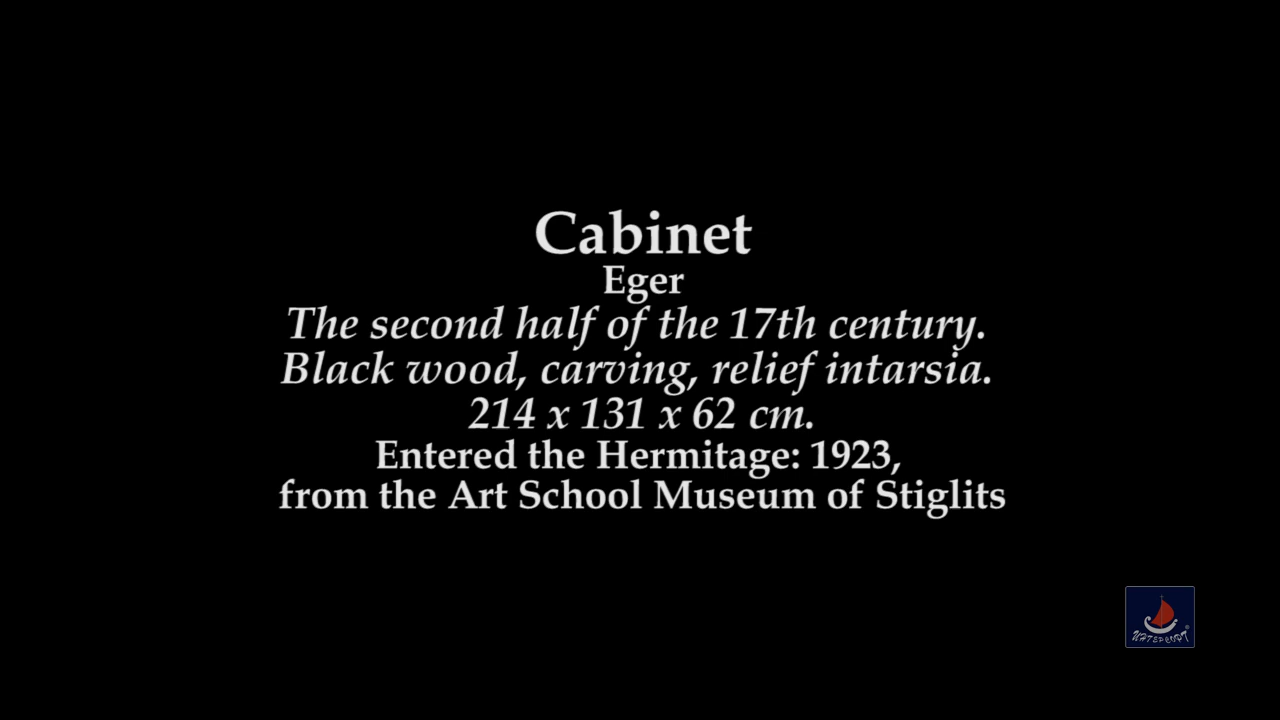 Cabinet
Eger
The second half of the 17th century.
Black wood, carving, relief intarsia.
214 x 131 x 62 cm.
Entered the Hermitage: 1923,
from the Art School Museum of Stiglits